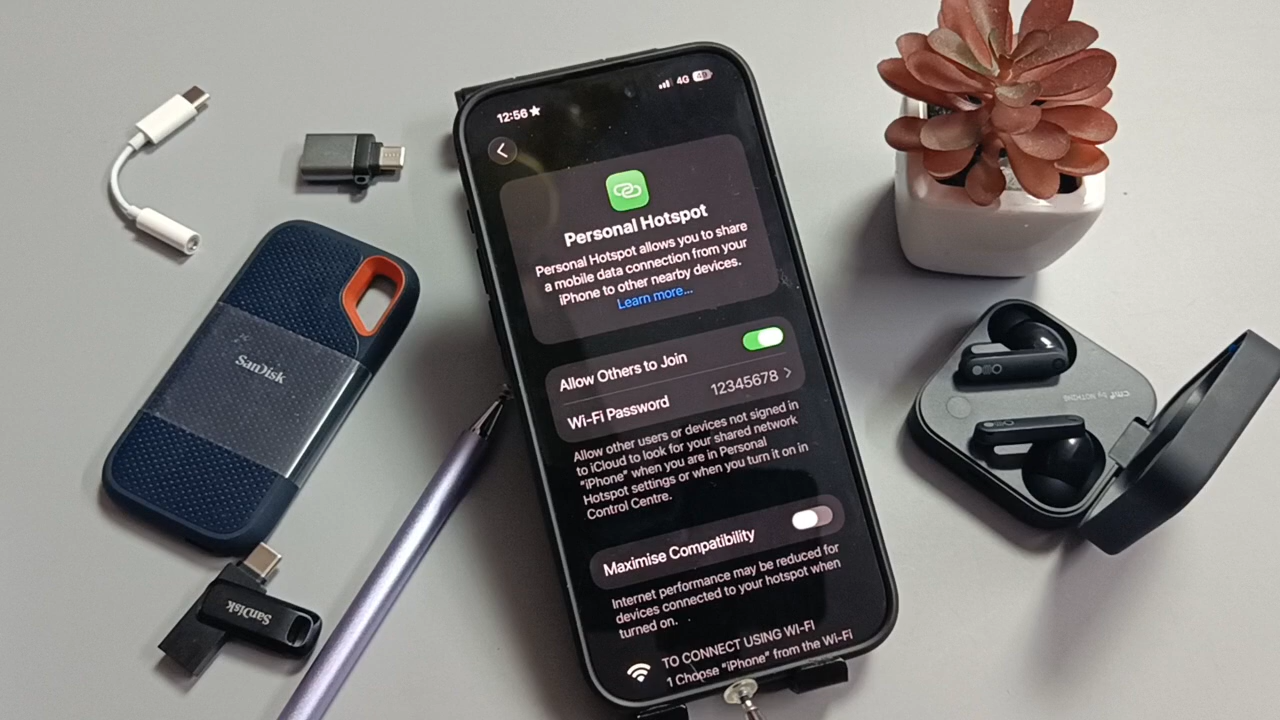 12:56
4G 49
Personal Hotspot
Personal Hotspot allows you to share
a mobile data connection from your
iPhone to other nearby devices.
Learn more...
Allow Others to Join
Wi-Fi Password 12345678
Allow other users or devices not signed in
to iCloud to look for your shared network
“iPhone” when you are in Personal
Hotspot settings or when you turn it on in
Control Centre.
Maximise Compatibility
Internet performance may be reduced for
devices connected to your hotspot when
turned on.
TO CONNECT USING WI-FI
1 Choose “iPhone” from the Wi-Fi
SanDisk
SanDisk
cmf by NOTHING